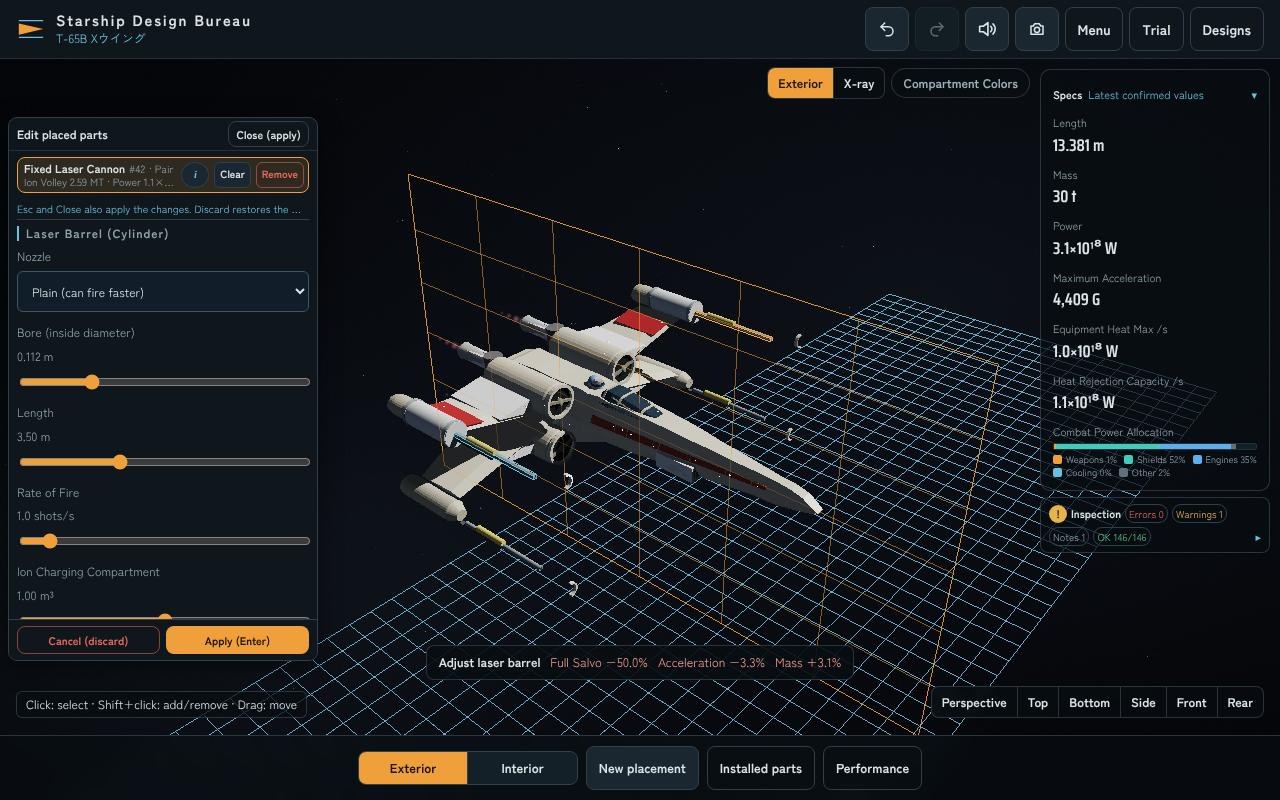 Starship Design Bureau
T-65B Xウイング
Menu
Trial
Designs
Exterior
X-ray
Compartment Colors
Specs Latest confirmed values ▾
Length
13.381 m
Mass
30 t
Power
3.1×10¹⁸ W
Maximum Acceleration
4,409 G
Equipment Heat Max /s
1.0×10¹⁸ W
Heat Rejection Capacity /s
1.1×10¹⁸ W
Combat Power Allocation
Weapons 1% Shields 52% Engines 35%
Cooling 0% Other 2%
! Inspection Errors 0 Warnings 1
Notes 1 OK 146/146 ▸
Edit placed parts
Close (apply)
Fixed Laser Cannon #42 · Pair
Ion Volley 2.59 MT · Power 1.1×…
i
Clear
Remove
Esc and Close also apply the changes. Discard restores the …
Laser Barrel (Cylinder)
Nozzle
Plain (can fire faster)
Bore (inside diameter)
0.112 m
Length
3.50 m
Rate of Fire
1.0 shots/s
Ion Charging Compartment
1.00 m³
Cancel (discard)
Apply (Enter)
Adjust laser barrel Full Salvo −50.0% Acceleration −3.3% Mass +3.1%
Click: select · Shift+click: add/remove · Drag: move
Perspective
Top
Bottom
Side
Front
Rear
Exterior
Interior
New placement
Installed parts
Performance